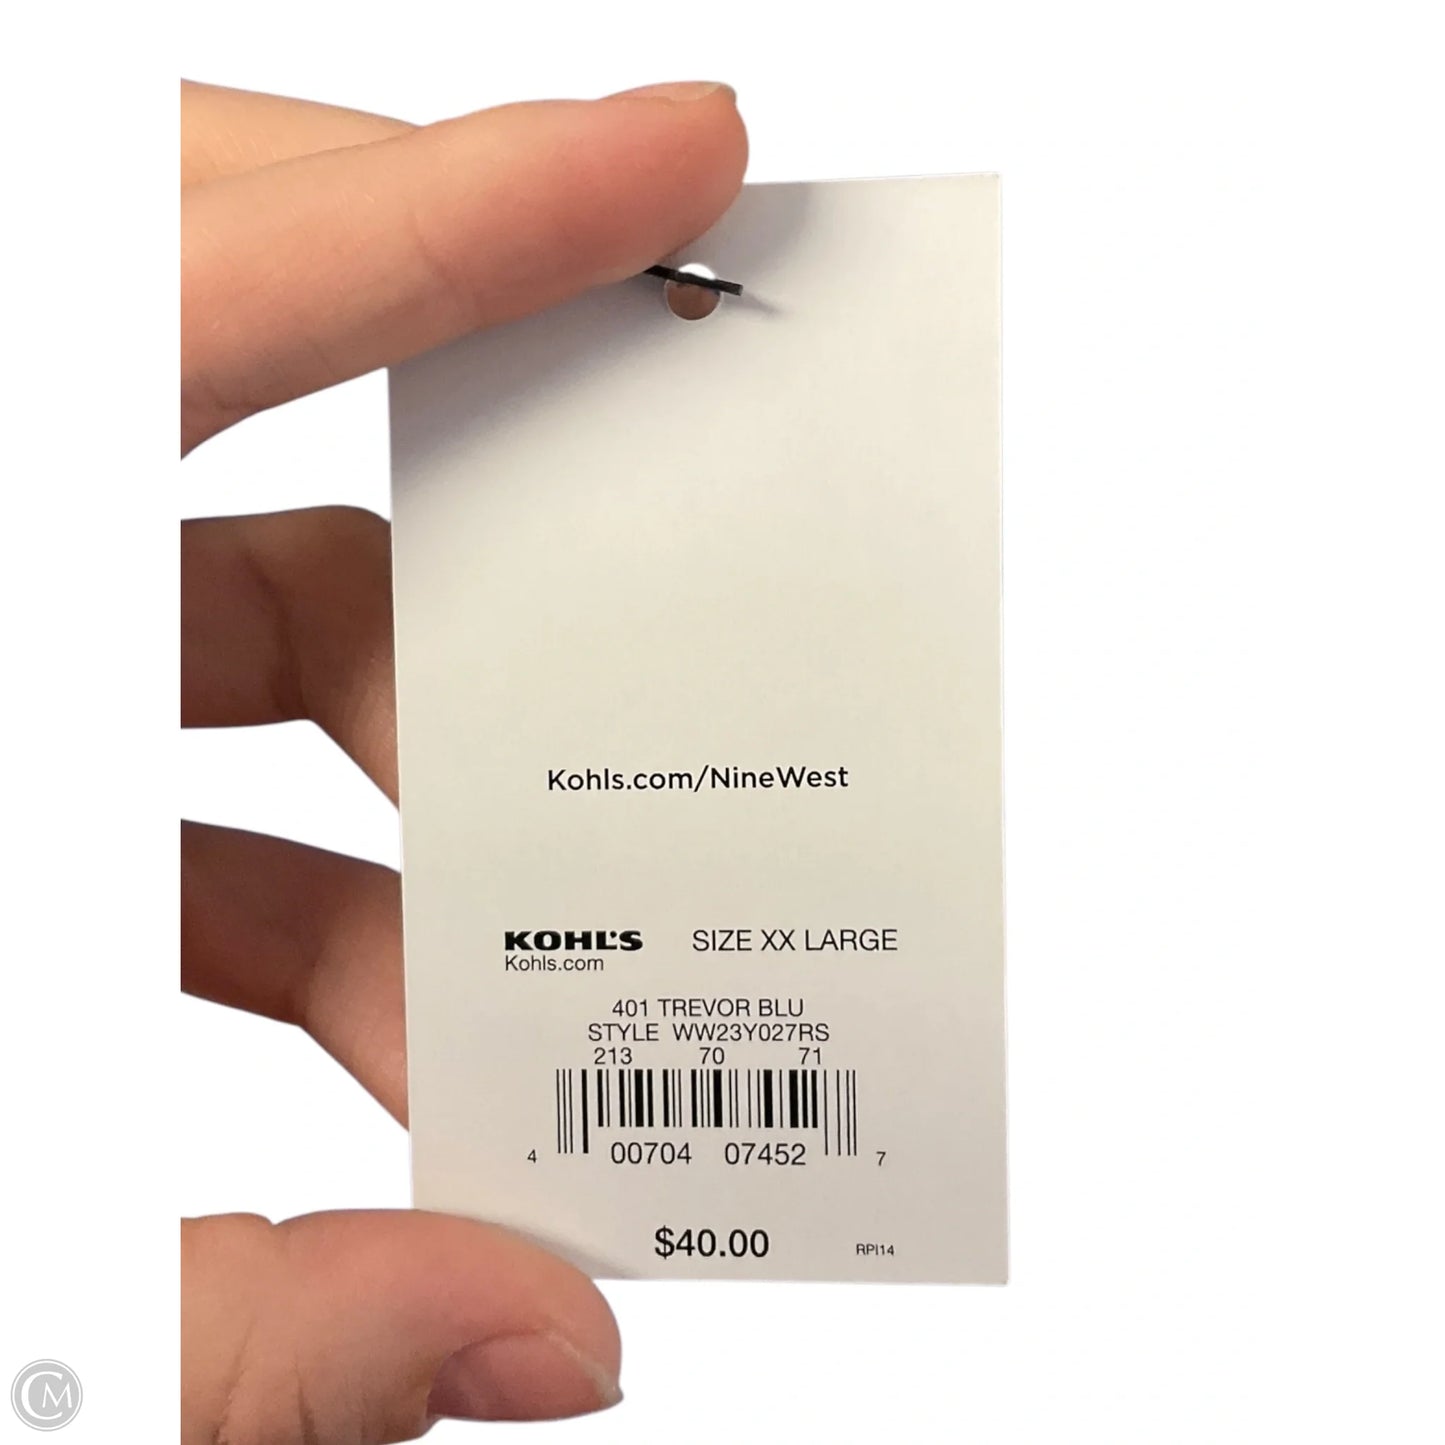 Kohls.com/NineWest
KOHL'S SIZE XX LARGE
Kohls.com
401 TREVOR BLU
STYLE WW23Y027RS
213 70 71
4 00704 07452 7
$40.00 RPI14
CM